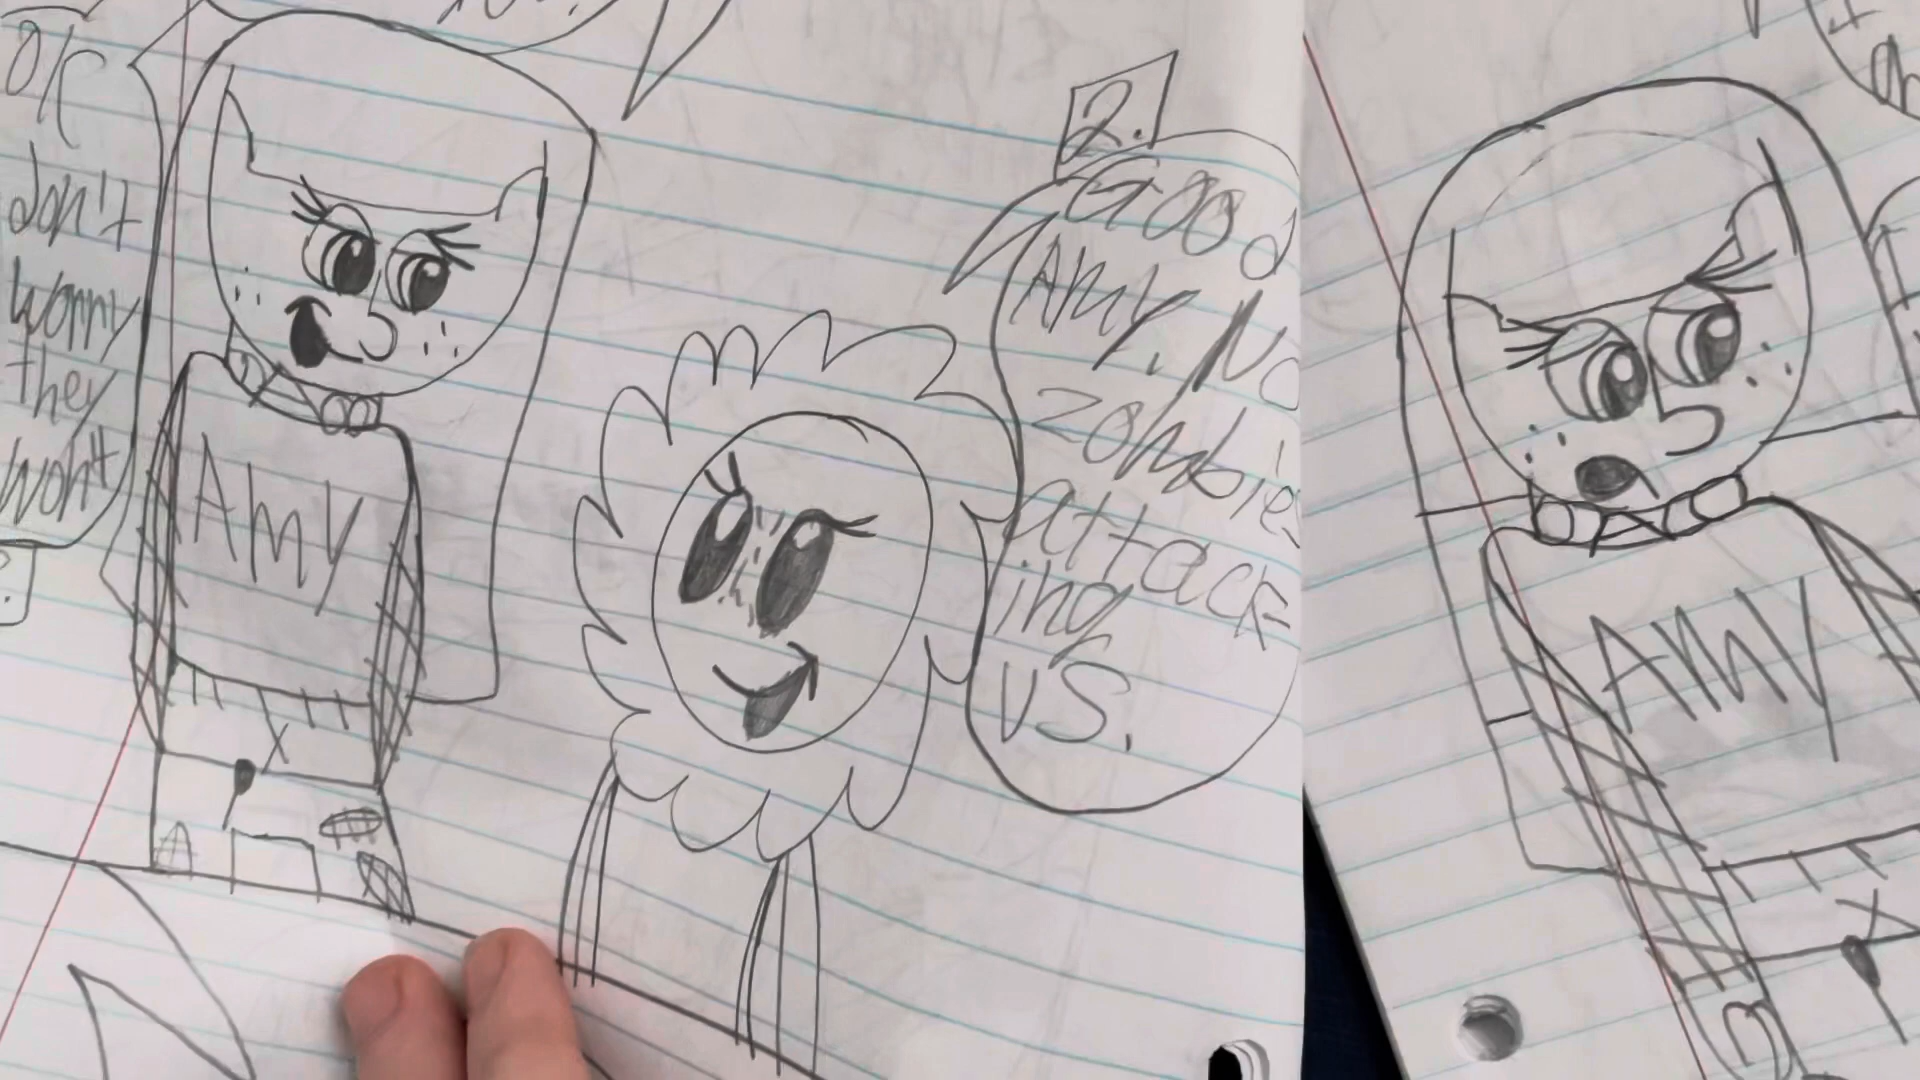 O/C
don't
worry
they
won't
AMY
2.
Good
AMY. No
zombies
attack-
ing
us.
AMY